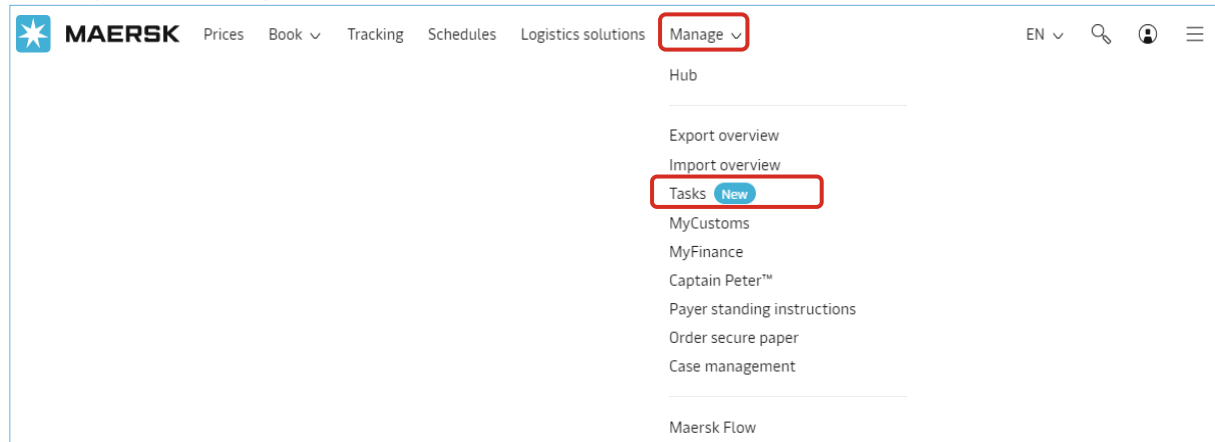 MAERSK Prices Book Tracking Schedules Logistics solutions Manage EN
Hub
Export overview
Import overview
Tasks New
MyCustoms
MyFinance
Captain Peter™
Payer standing instructions
Order secure paper
Case management
Maersk Flow